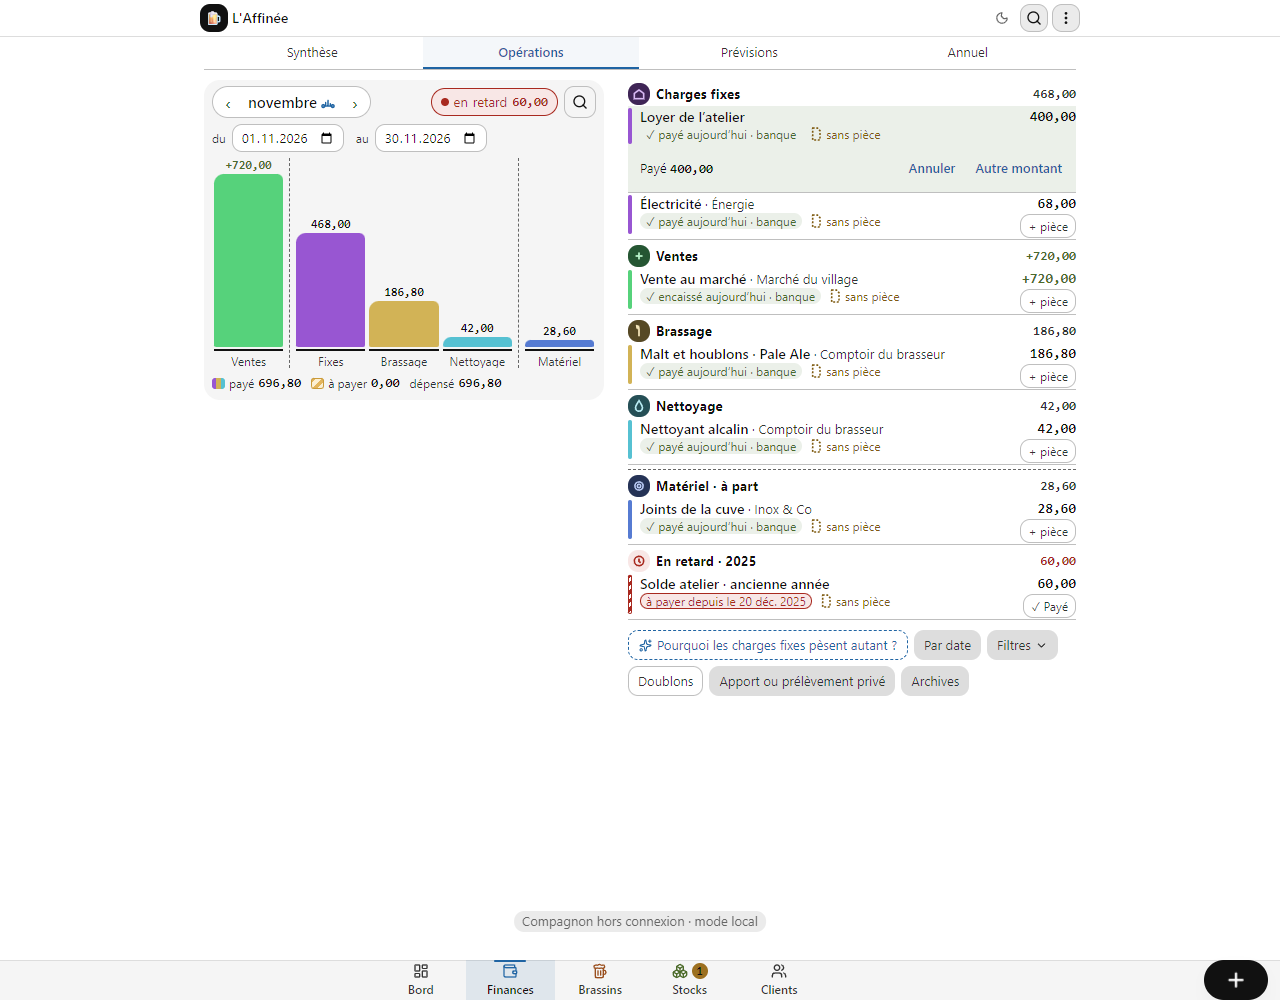 L'Affinée
Synthèse
Opérations
Prévisions
Annuel
novembre
en retard 60,00
du 01.11.2026
au 30.11.2026
+720,00
468,00
186,80
42,00
28,60
Ventes
Fixes
Brassage
Nettoyage
Matériel
payé 696,80
à payer 0,00
dépensé 696,80
Charges fixes 468,00
Loyer de l'atelier 400,00
✓ payé aujourd'hui · banque sans pièce
Payé 400,00 Annuler Autre montant
Électricité · Énergie 68,00
✓ payé aujourd'hui · banque sans pièce + pièce
Ventes +720,00
Vente au marché · Marché du village +720,00
✓ encaissé aujourd'hui · banque sans pièce + pièce
Brassage 186,80
Malt et houblons · Pale Ale · Comptoir du brasseur 186,80
✓ payé aujourd'hui · banque sans pièce + pièce
Nettoyage 42,00
Nettoyant alcalin · Comptoir du brasseur 42,00
✓ payé aujourd'hui · banque sans pièce + pièce
Matériel · à part 28,60
Joints de la cuve · Inox & Co 28,60
✓ payé aujourd'hui · banque sans pièce + pièce
En retard · 2025 60,00
Solde atelier · ancienne année 60,00
à payer depuis le 20 déc. 2025 sans pièce ✓ Payé
Pourquoi les charges fixes pèsent autant ? Par date Filtres
Doublons Apport ou prélèvement privé Archives
Compagnon hors connexion · mode local
Bord
Finances
Brassins
Stocks 1
Clients